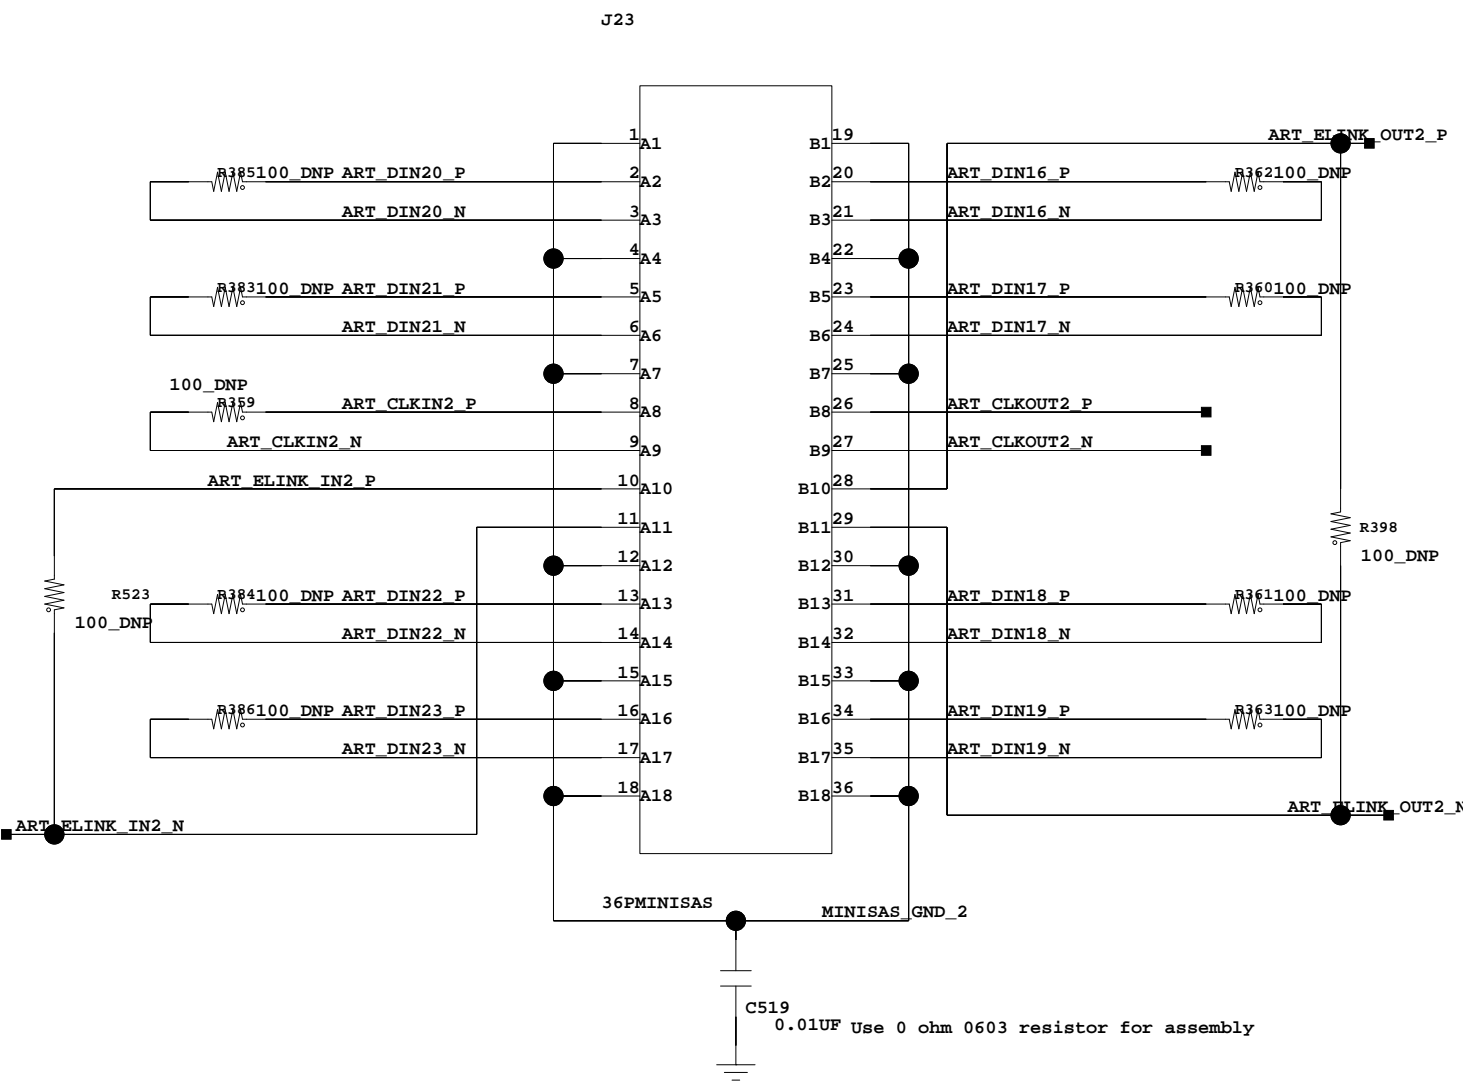 J23
1 A1 B1 19 ART_ELINK_OUT2_P
R385 100_DNP ART_DIN20_P 2 A2 B2 20 ART_DIN16_P R362 100_DNP
ART_DIN20_N 3 A3 B3 21 ART_DIN16_N
4 A4 B4 22
R383 100_DNP ART_DIN21_P 5 A5 B5 23 ART_DIN17_P R360 100_DNP
ART_DIN21_N 6 A6 B6 24 ART_DIN17_N
7 A7 B7 25
100_DNP
R359 ART_CLKIN2_P 8 A8 B8 26 ART_CLKOUT2_P
ART_CLKIN2_N 9 A9 B9 27 ART_CLKOUT2_N
ART_ELINK_IN2_P 10 A10 B10 28
11 A11 B11 29 R398
12 A12 B12 30 100_DNP
R523 R384 100_DNP ART_DIN22_P 13 A13 B13 31 ART_DIN18_P R361 100_DNP
100_DNP ART_DIN22_N 14 A14 B14 32 ART_DIN18_N
15 A15 B15 33
R386 100_DNP ART_DIN23_P 16 A16 B16 34 ART_DIN19_P R363 100_DNP
ART_DIN23_N 17 A17 B17 35 ART_DIN19_N
18 A18 B18 36 ART_ELINK_OUT2_N
ART_ELINK_IN2_N
36PMINISAS MINISAS_GND_2
C519
0.01UF Use 0 ohm 0603 resistor for assembly